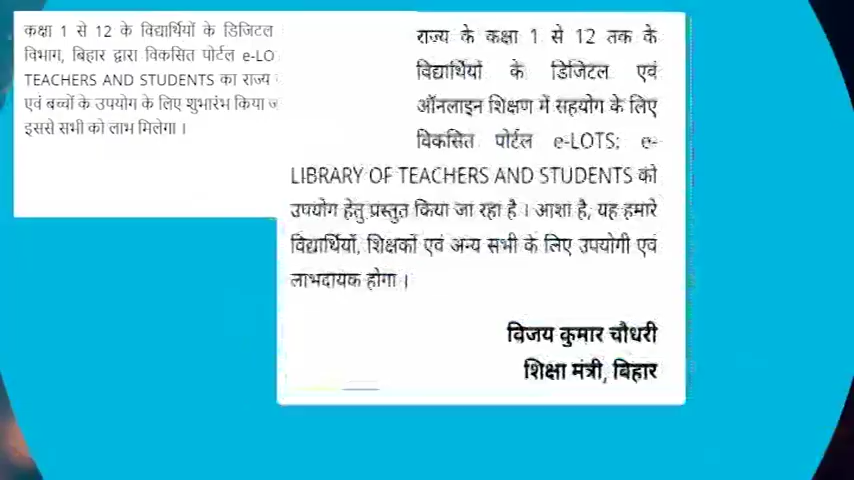 कक्षा 1 से 12 के विद्यार्थियों के डिजिटल
विभाग, बिहार द्वारा विकसित पोर्टल e-LO
TEACHERS AND STUDENTS का राज्य
एवं बच्चों के उपयोग के लिए शुभारंभ किया ज
इससे सभी को लाभ मिलेगा ।
राज्य के कक्षा 1 से 12 तक के
विद्यार्थियों के डिजिटल एवं
ऑनलाइन शिक्षण में सहयोग के लिए
विकसित पोर्टल e-LOTS; e-
LIBRARY OF TEACHERS AND STUDENTS को
उपयोग हेतु प्रस्तुत किया जा रहा है । आशा है, यह हमारे
विद्यार्थियों, शिक्षकों एवं अन्य सभी के लिए उपयोगी एवं
लाभदायक होगा ।
विजय कुमार चौधरी
शिक्षा मंत्री, बिहार